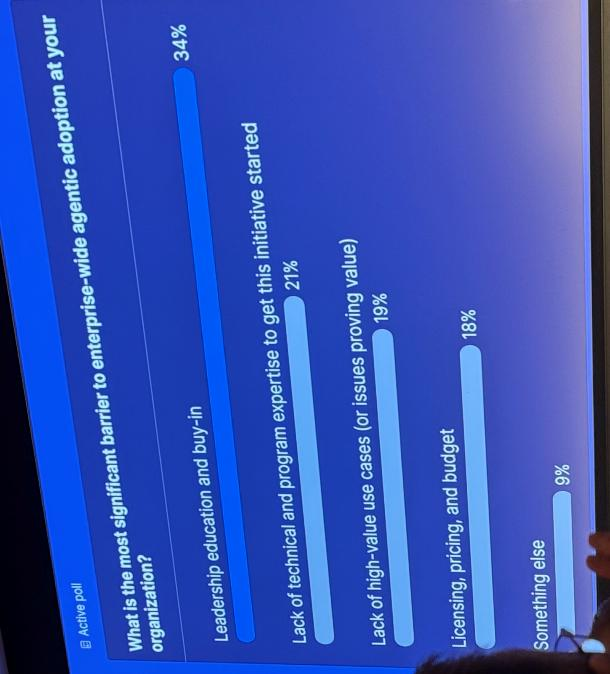 Active poll
What is the most significant barrier to enterprise-wide agentic adoption at your
organization?
Leadership education and buy-in
34%
Lack of technical and program expertise to get this initiative started
21%
Lack of high-value use cases (or issues proving value)
19%
Licensing, pricing, and budget
18%
Something else
9%